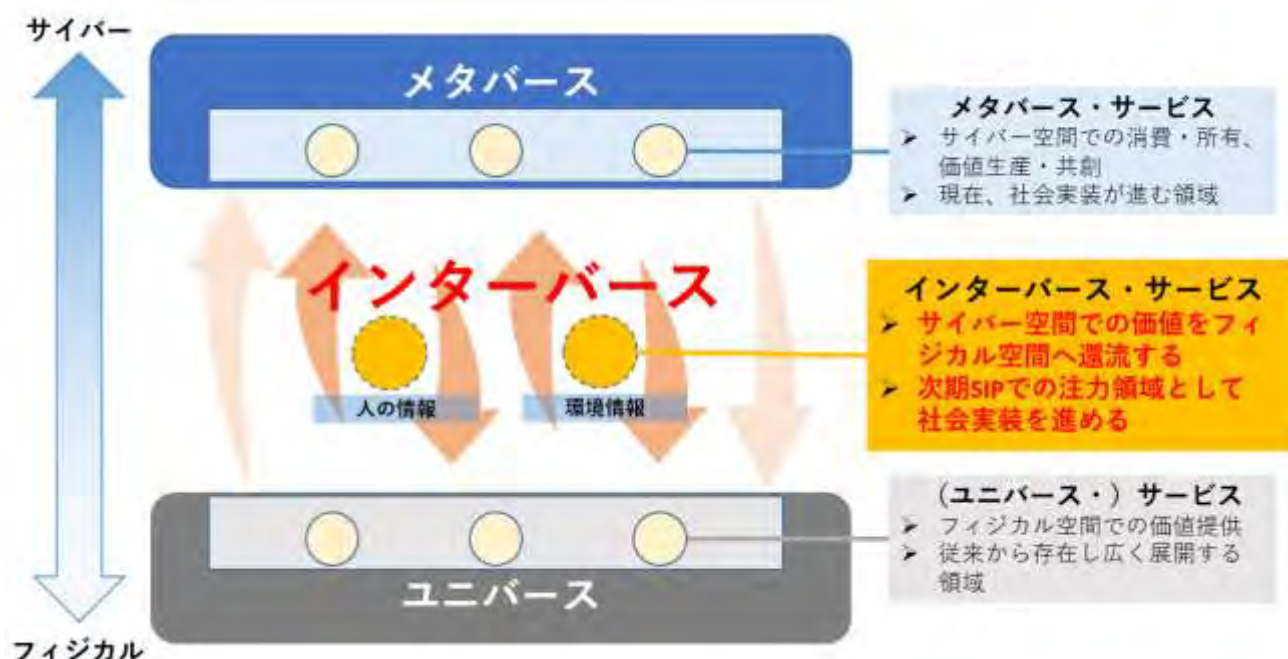 サイバー
メタバース
メタバース・サービス
➢ サイバー空間での消費・所有、
価値生産・共創
➢ 現在、社会実装が進む領域
インターバース
人の情報
環境情報
インターバース・サービス
➢ サイバー空間での価値をフィ
ジカル空間へ還流する
➢ 次期SIPでの注力領域として
社会実装を進める
(ユニバース・)サービス
➢ フィジカル空間での価値提供
➢ 従来から存在し広く展開する
領域
ユニバース
フィジカル